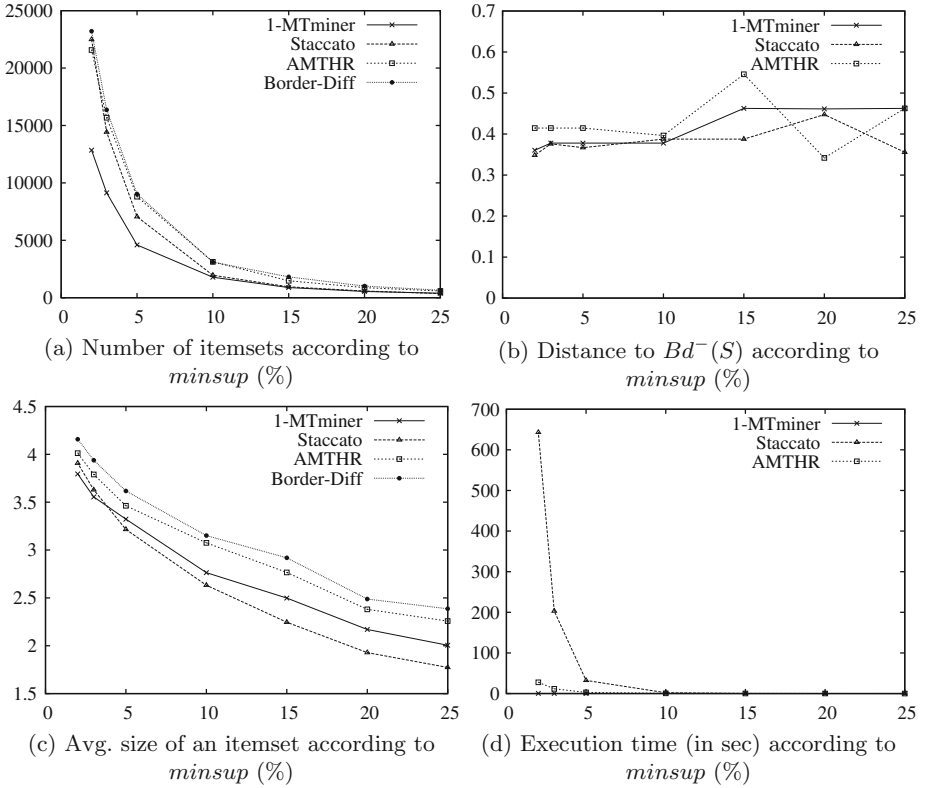 25000
20000
15000
10000
5000
0
0 5 10 15 20 25
1-MTminer
Staccato
AMTHR
Border-Diff
(a) Number of itemsets according to
minsup (%)
0.7
0.6
0.5
0.4
0.3
0.2
0.1
0
0 5 10 15 20 25
1-MTminer
Staccato
AMTHR
(b) Distance to Bd⁻(S) according to
minsup (%)
4.5
4
3.5
3
2.5
2
1.5
0 5 10 15 20 25
1-MTminer
Staccato
AMTHR
Border-Diff
(c) Avg. size of an itemset according to
minsup (%)
700
600
500
400
300
200
100
0
0 5 10 15 20 25
1-MTminer
Staccato
AMTHR
(d) Execution time (in sec) according to
minsup (%)